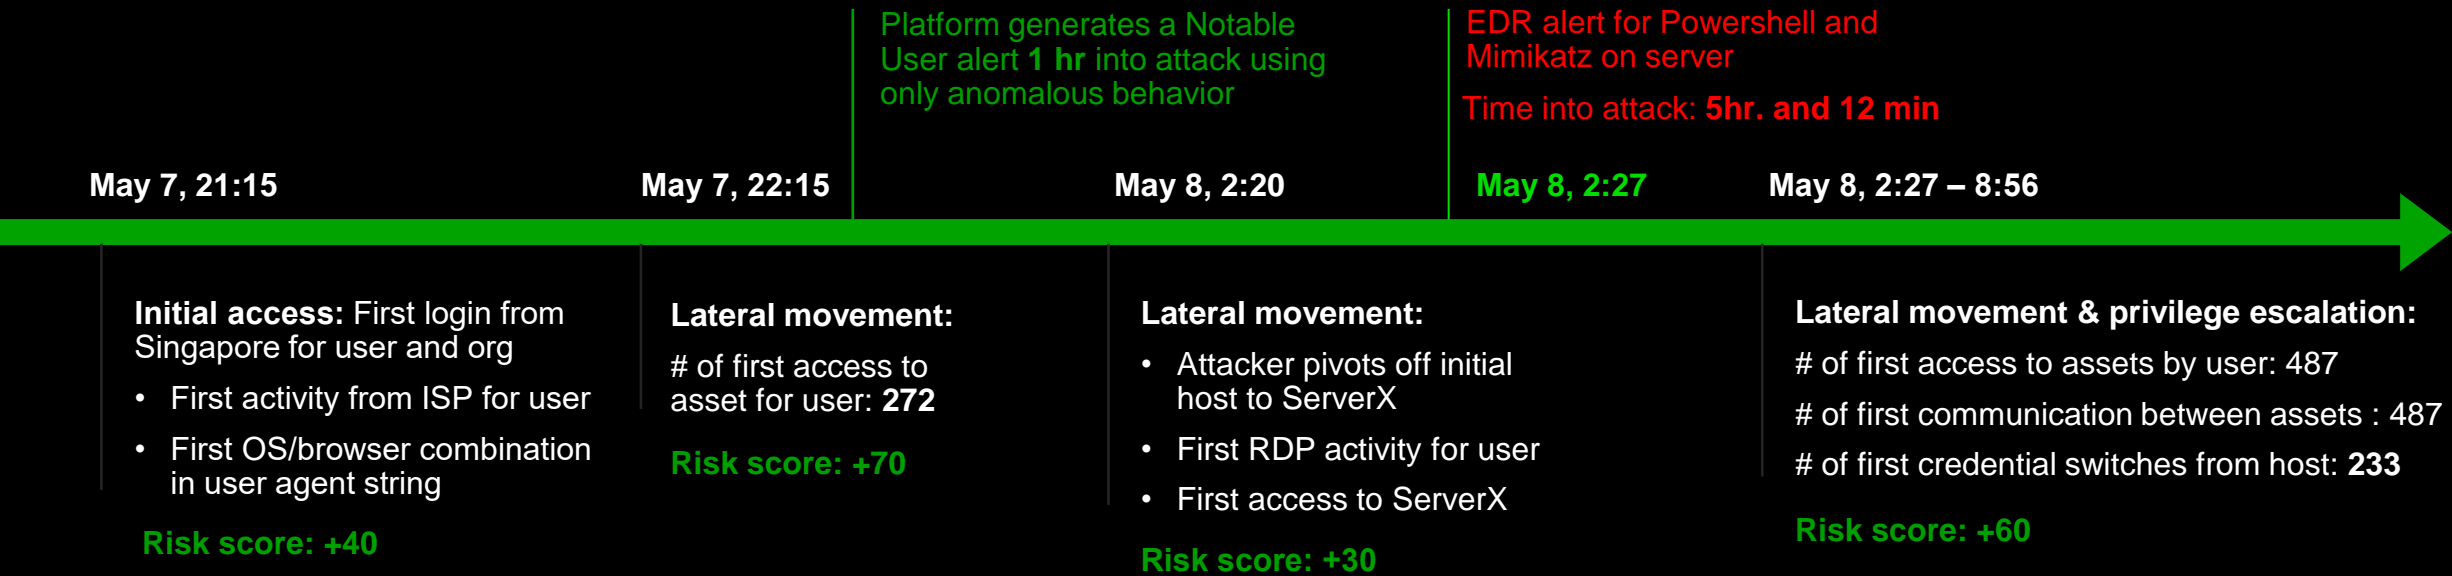 Platform generates a Notable
User alert 1 hr into attack using
only anomalous behavior
EDR alert for Powershell and
Mimikatz on server
Time into attack: 5hr. and 12 min
May 7, 21:15
May 7, 22:15
May 8, 2:20
May 8, 2:27
May 8, 2:27 – 8:56
Initial access: First login from
Singapore for user and org
• First activity from ISP for user
• First OS/browser combination
in user agent string
Risk score: +40
Lateral movement:
# of first access to
asset for user: 272
Risk score: +70
Lateral movement:
• Attacker pivots off initial
host to ServerX
• First RDP activity for user
• First access to ServerX
Risk score: +30
Lateral movement & privilege escalation:
# of first access to assets by user: 487
# of first communication between assets : 487
# of first credential switches from host: 233
Risk score: +60